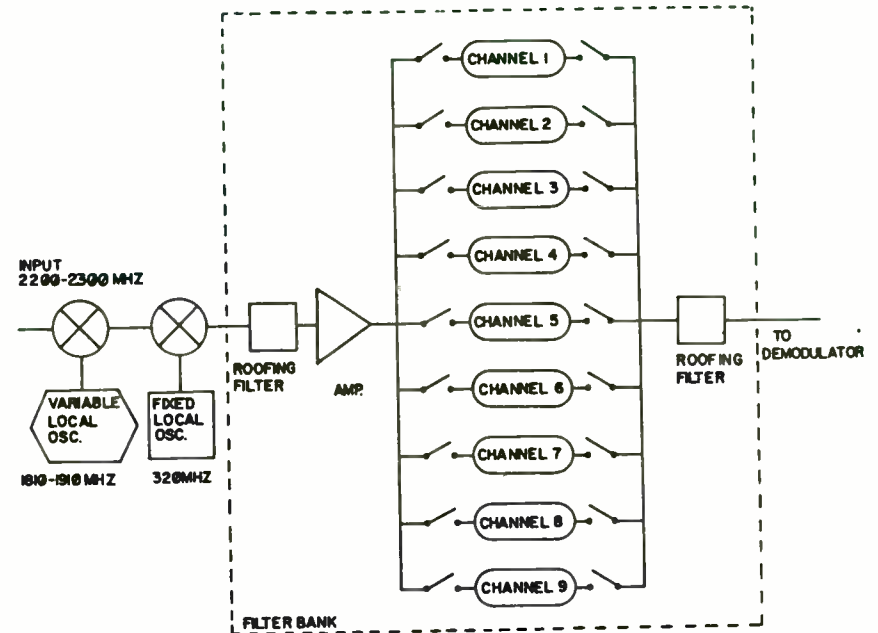 CHANNEL 1
CHANNEL 2
CHANNEL 3
CHANNEL 4
INPUT
2200-2300 MHZ
CHANNEL 5
ROOFING
FILTER
AMP.
ROOFING
FILTER
TO
DEMODULATOR
VARIABLE
LOCAL
OSC.
FIXED
LOCAL
OSC.
CHANNEL 6
1810-1910 MHZ
320MHZ
CHANNEL 7
CHANNEL 8
CHANNEL 9
FILTER BANK